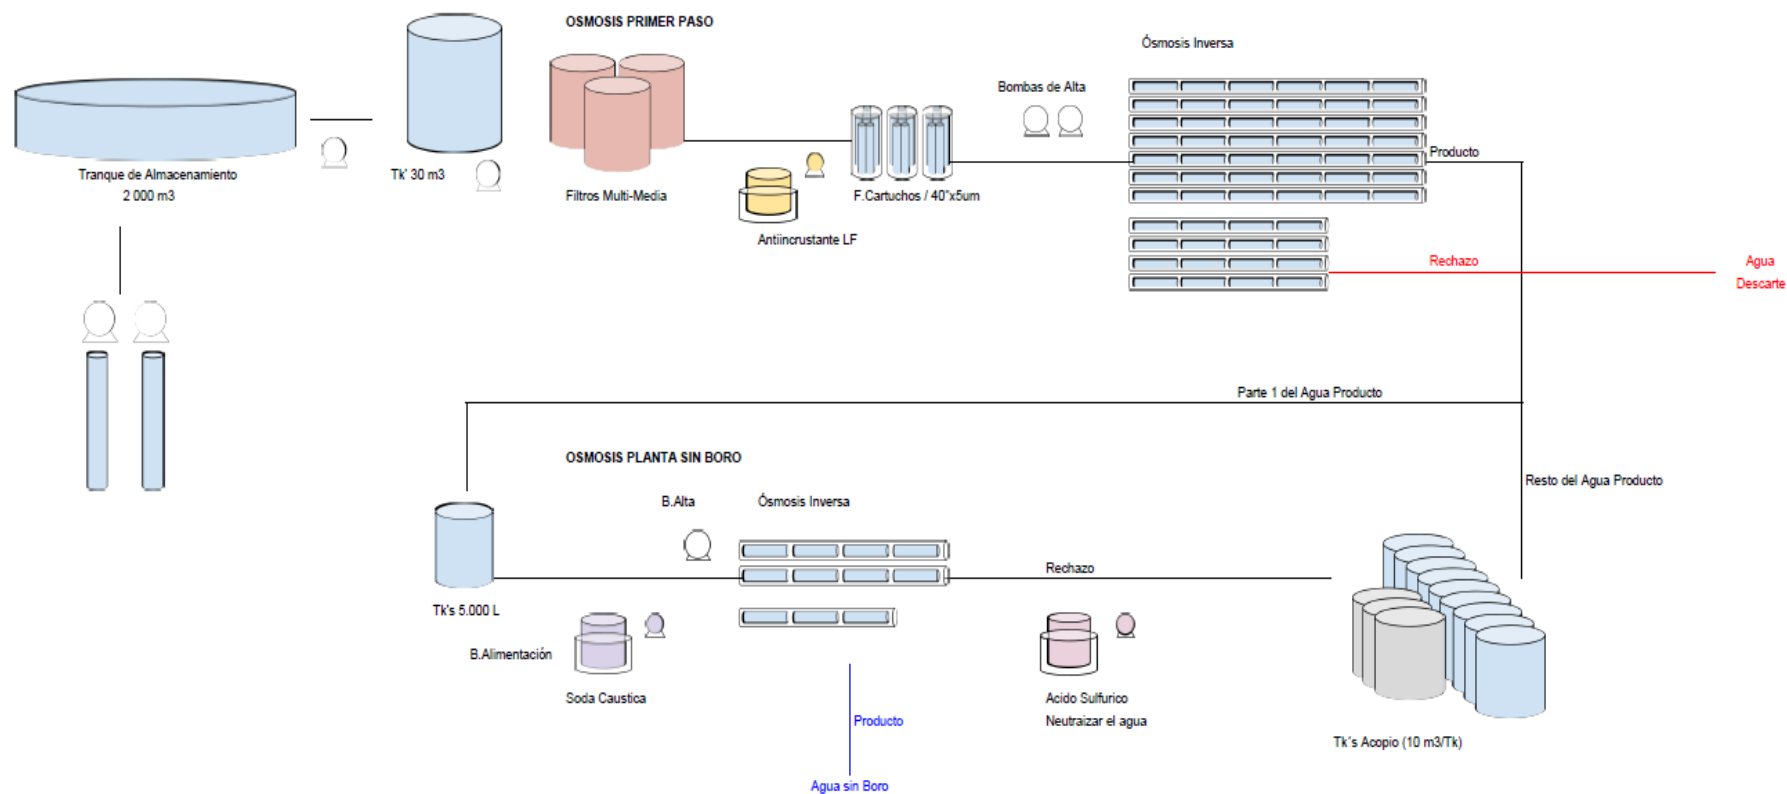 OSMOSIS PRIMER PASO
Ósmosis Inversa
Bombas de Alta
Producto
Tranque de Almacenamiento
2 000 m3
Tk' 30 m3
Filtros Multi-Media
F.Cartuchos / 40"x5um
Antiincrustante LF
Rechazo
Agua
Descarte
Parte 1 del Agua Producto
OSMOSIS PLANTA SIN BORO
Resto del Agua Producto
B.Alta
Ósmosis Inversa
Rechazo
Tk's 5.000 L
B.Alimentación
Soda Caustica
Acido Sulfurico
Neutraizar el agua
Producto
Tk's Acopio (10 m3/Tk)
Agua sin Boro